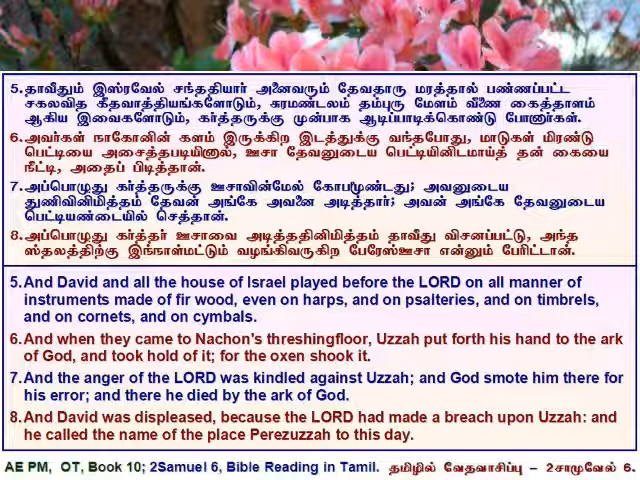 5. தாவீதும் இஸ்ரவேல் சந்ததியார் அனைவரும் தேவதாரு மரத்தால் பண்ணப்பட்ட
சகலவித கீதவாத்தியங்களோடும், சுரமண்டலம் தம்புரு மேளம் வீணை கைத்தாளம்
ஆகிய இவைகளோடும், கர்த்தருக்கு முன்பாக ஆடிப்பாடிக்கொண்டு போனார்கள்.
6. அவர்கள் நாகோனின் களம் இருக்கிற இடத்துக்கு வந்தபோது, மாடுகள் மிரண்டு
பெட்டியை அசைத்தபடியினால், ஊசா தேவனுடைய பெட்டியினிடமாய்த் தன் கையை
நீட்டி, அதைப் பிடித்தான்.
7. அப்பொழுது கர்த்தருக்கு ஊசாவின்மேல் கோபமூண்டது; அவனுடைய
துணிவினிமித்தம் தேவன் அங்கே அவனை அடித்தார்; அவன் அங்கே தேவனுடைய
பெட்டியண்டையில் செத்தான்.
8. அப்பொழுது கர்த்தர் ஊசாவை அடித்ததினிமித்தம் தாவீது விசனப்பட்டு, அந்த
ஸ்தலத்திற்கு இந்நாள்மட்டும் வழங்கிவருகிற பேரேஸ்ஊசா என்னும் பேரிட்டான்.
5. And David and all the house of Israel played before the LORD on all manner of
instruments made of fir wood, even on harps, and on psalteries, and on timbrels,
and on cornets, and on cymbals.
6. And when they came to Nachon's threshingfloor, Uzzah put forth his hand to the ark
of God, and took hold of it; for the oxen shook it.
7. And the anger of the LORD was kindled against Uzzah; and God smote him there for
his error; and there he died by the ark of God.
8. And David was displeased, because the LORD had made a breach upon Uzzah: and
he called the name of the place Perezuzzah to this day.
AE PM, OT, Book 10; 2Samuel 6, Bible Reading in Tamil. தமிழில் வேதவாசிப்பு – 2சாமுவேல் 6.